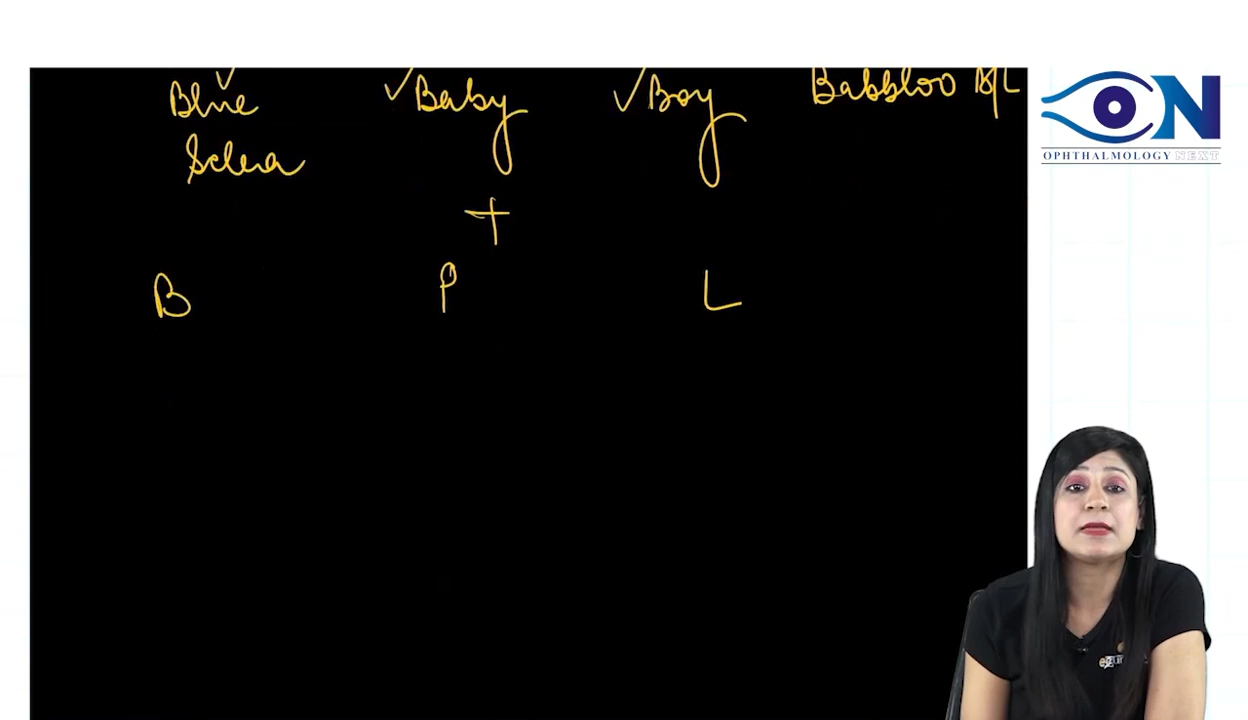 Blue ✓Baby ✓Boy Babbloo B/L
Sclera
+
B P L
ON
OPHTHALMOLOGY NEXT